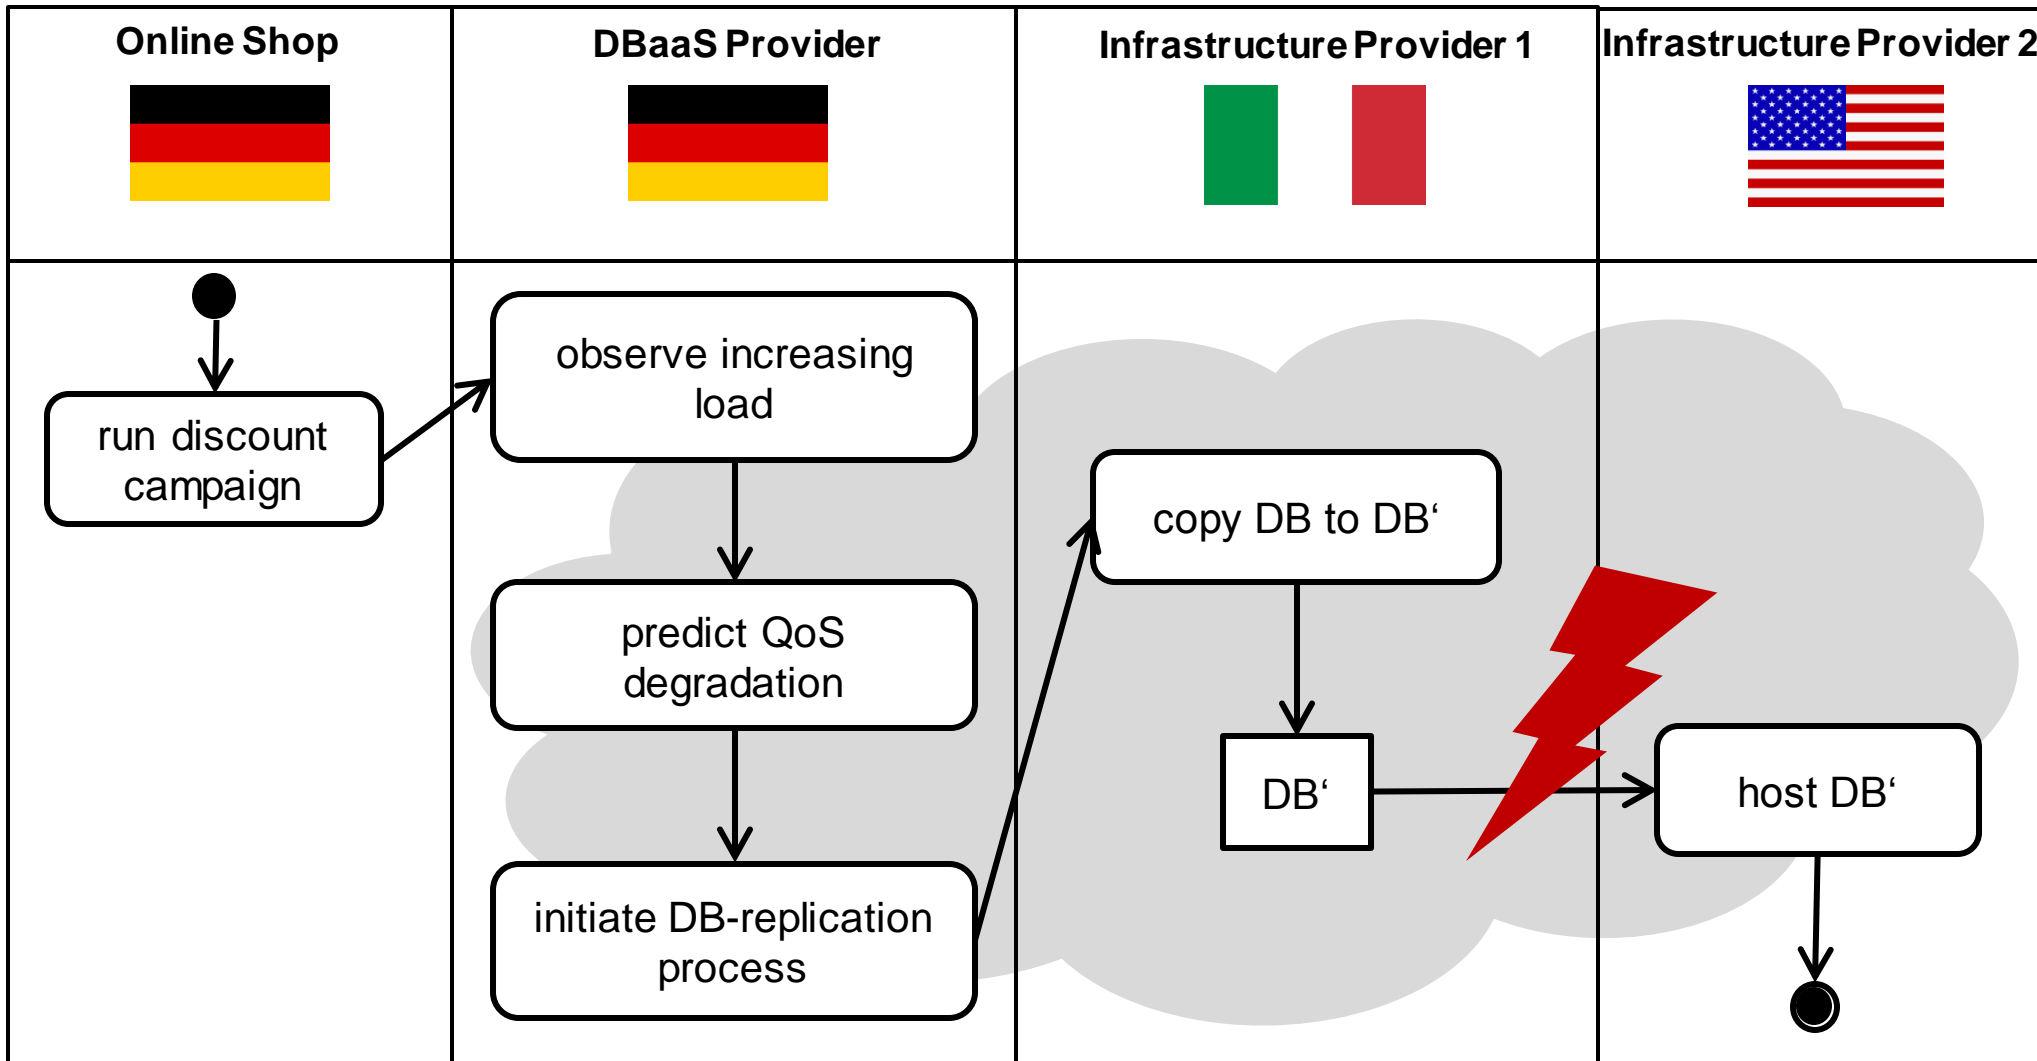 Online Shop
DBaaS Provider
Infrastructure Provider 1
Infrastructure Provider 2
run discount
campaign
observe increasing
load
predict QoS
degradation
initiate DB-replication
process
copy DB to DB‘
DB‘
host DB‘